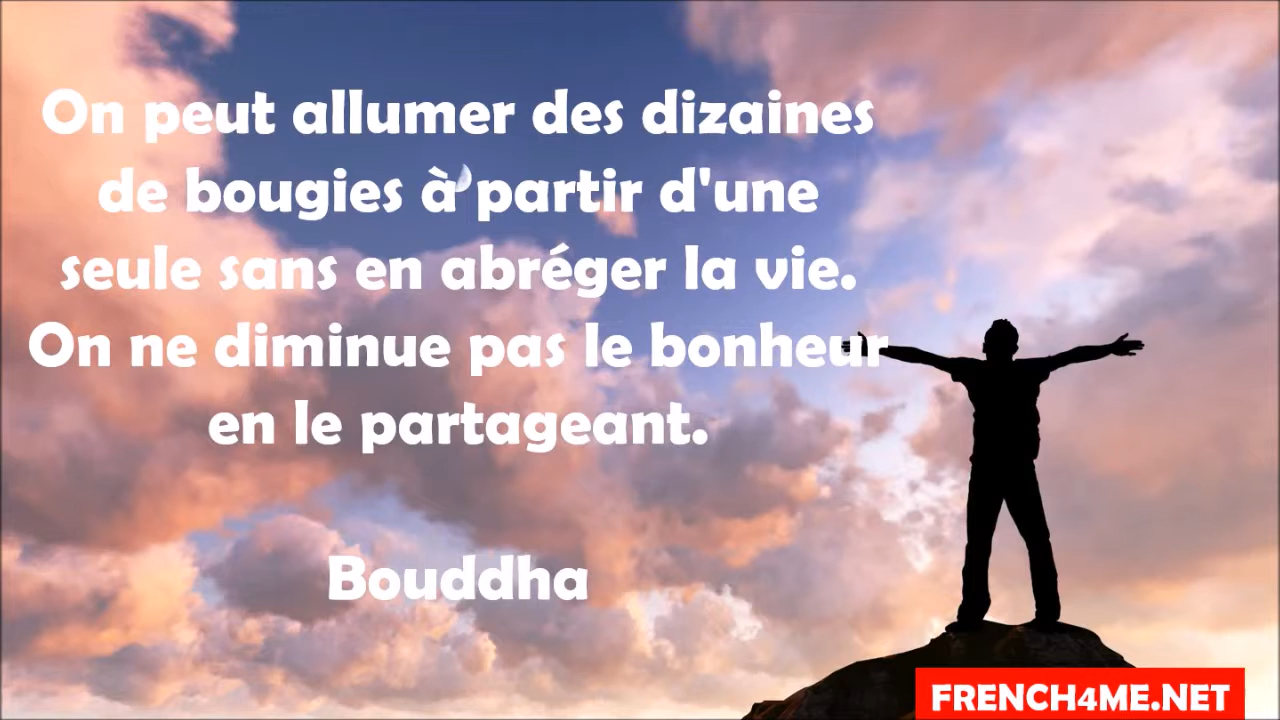 On peut allumer des dizaines
de bougies à partir d'une
seule sans en abréger la vie.
On ne diminue pas le bonheur
en le partageant.
Bouddha
FRENCH4ME.NET